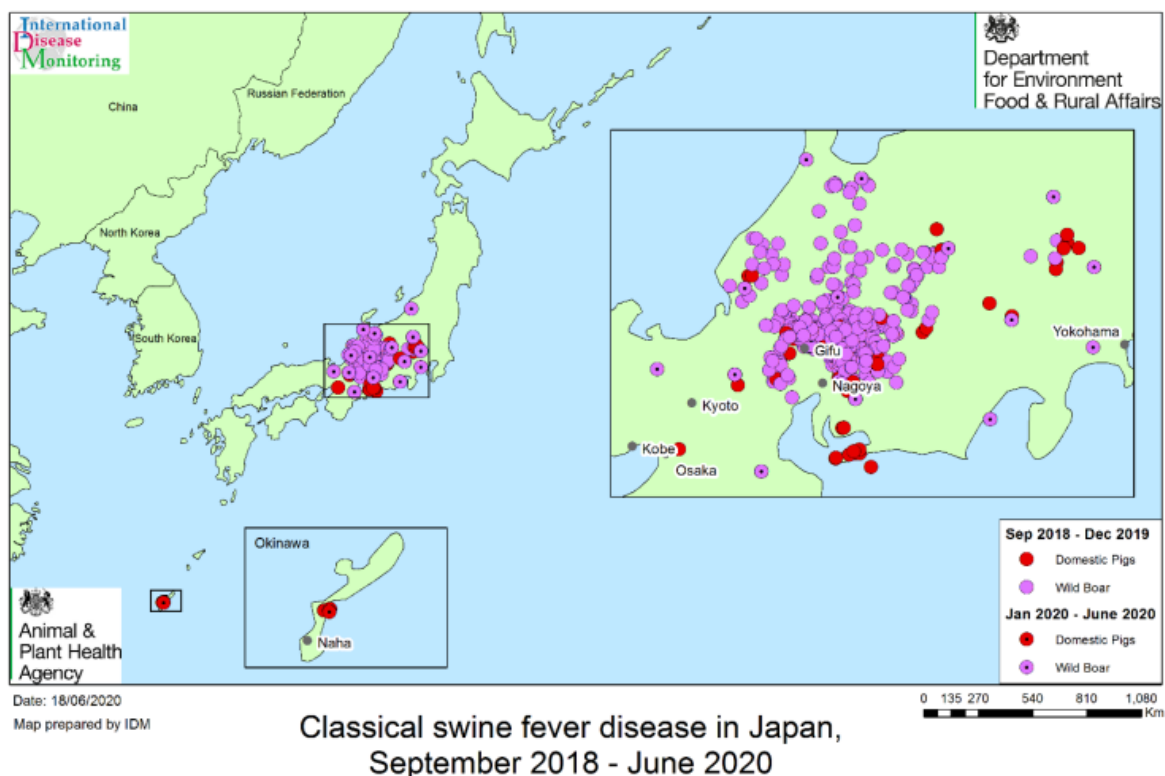 International
Disease
Monitoring
Department
for Environment
Food & Rural Affairs
China
Russian Federation
North Korea
South Korea
Yokohama
Gifu
Nagoya
Kyoto
Kobe
Osaka
Okinawa
Naha
Sep 2018 - Dec 2019
Domestic Pigs
Wild Boar
Jan 2020 - June 2020
Domestic Pigs
Wild Boar
Animal &
Plant Health
Agency
Date: 18/06/2020
Map prepared by IDM
0 135 270 540 810 1,080
Km
Classical swine fever disease in Japan,
September 2018 - June 2020